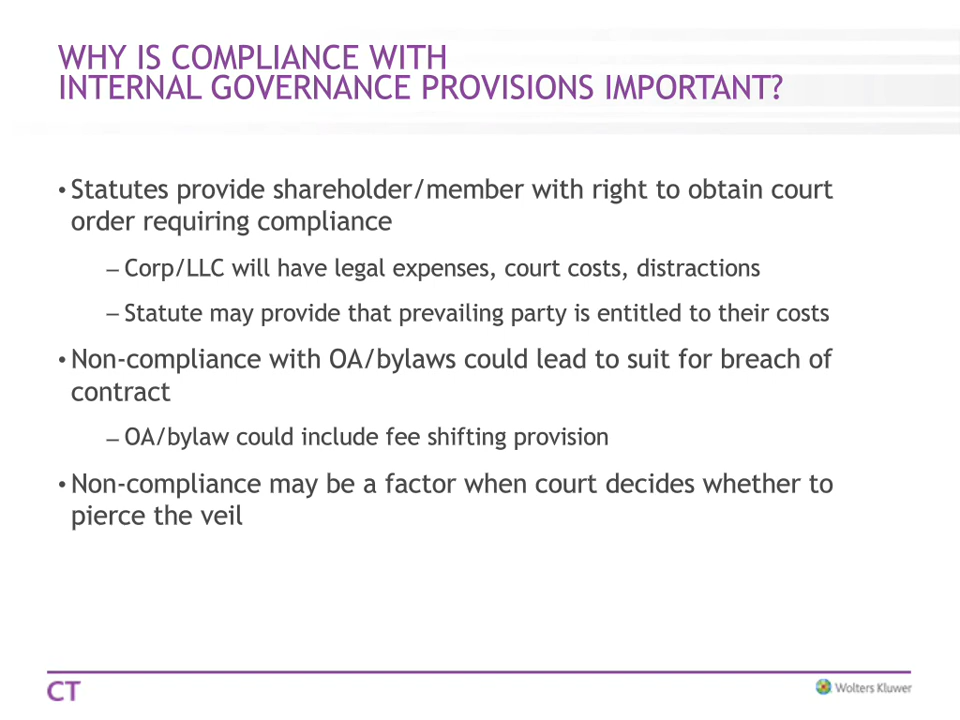 WHY IS COMPLIANCE WITH
INTERNAL GOVERNANCE PROVISIONS IMPORTANT?
• Statutes provide shareholder/member with right to obtain court
order requiring compliance
– Corp/LLC will have legal expenses, court costs, distractions
– Statute may provide that prevailing party is entitled to their costs
• Non-compliance with OA/bylaws could lead to suit for breach of
contract
– OA/bylaw could include fee shifting provision
• Non-compliance may be a factor when court decides whether to
pierce the veil
CT
Wolters Kluwer